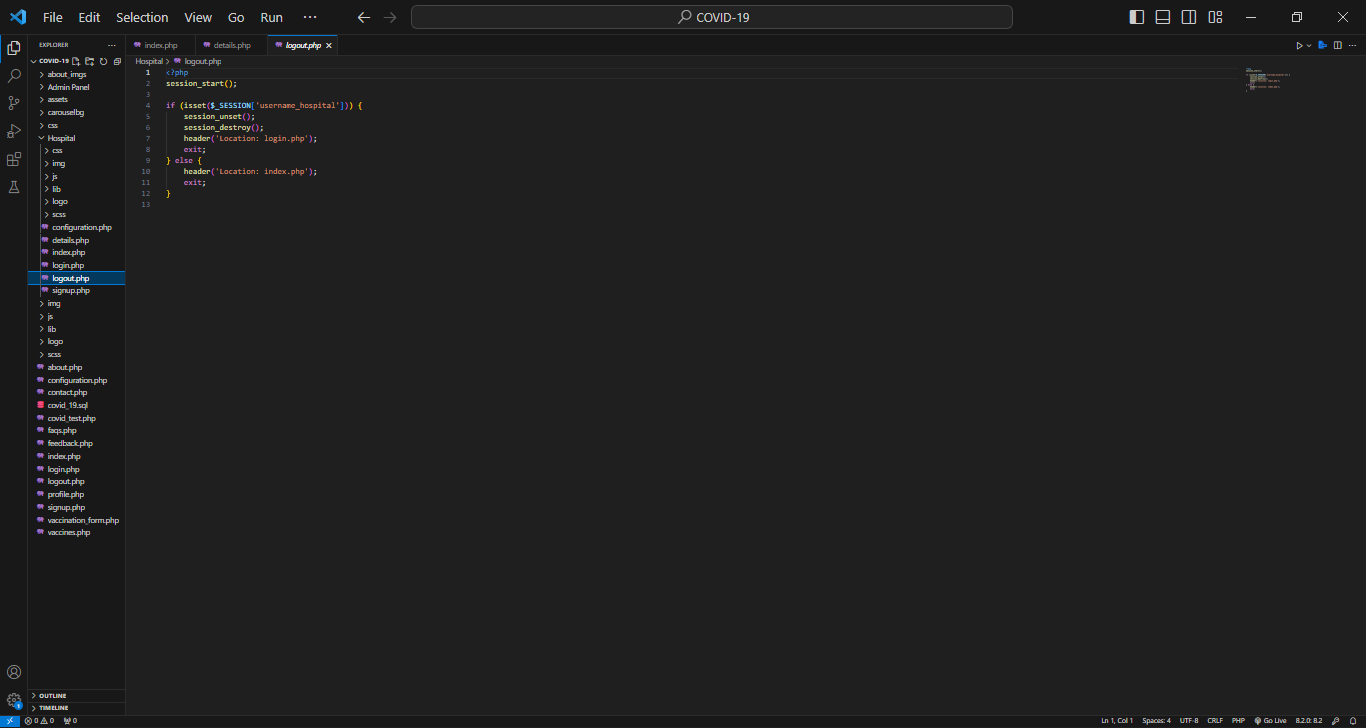 File Edit Selection View Go Run ··· COVID-19
EXPLORER ···
COVID-19
about_imgs
Admin Panel
assets
carouselbg
css
Hospital
css
img
js
lib
logo
scss
configuration.php
details.php
index.php
login.php
logout.php
signup.php
img
js
lib
logo
scss
about.php
configuration.php
contact.php
covid_19.sql
covid_test.php
faqs.php
feedback.php
index.php
login.php
logout.php
profile.php
signup.php
vaccination_form.php
vaccines.php
OUTLINE
TIMELINE
index.php details.php logout.php
Hospital > logout.php
1 <?php
2 session_start();
3
4 if (isset($_SESSION['username_hospital'])) {
5 session_unset();
6 session_destroy();
7 header('Location: login.php');
8 exit;
9 } else {
10 header('Location: index.php');
11 exit;
12 }
13
0 0 0 Ln 1, Col 1 Spaces: 4 UTF-8 CRLF PHP Go Live 8.2.0: 8.2